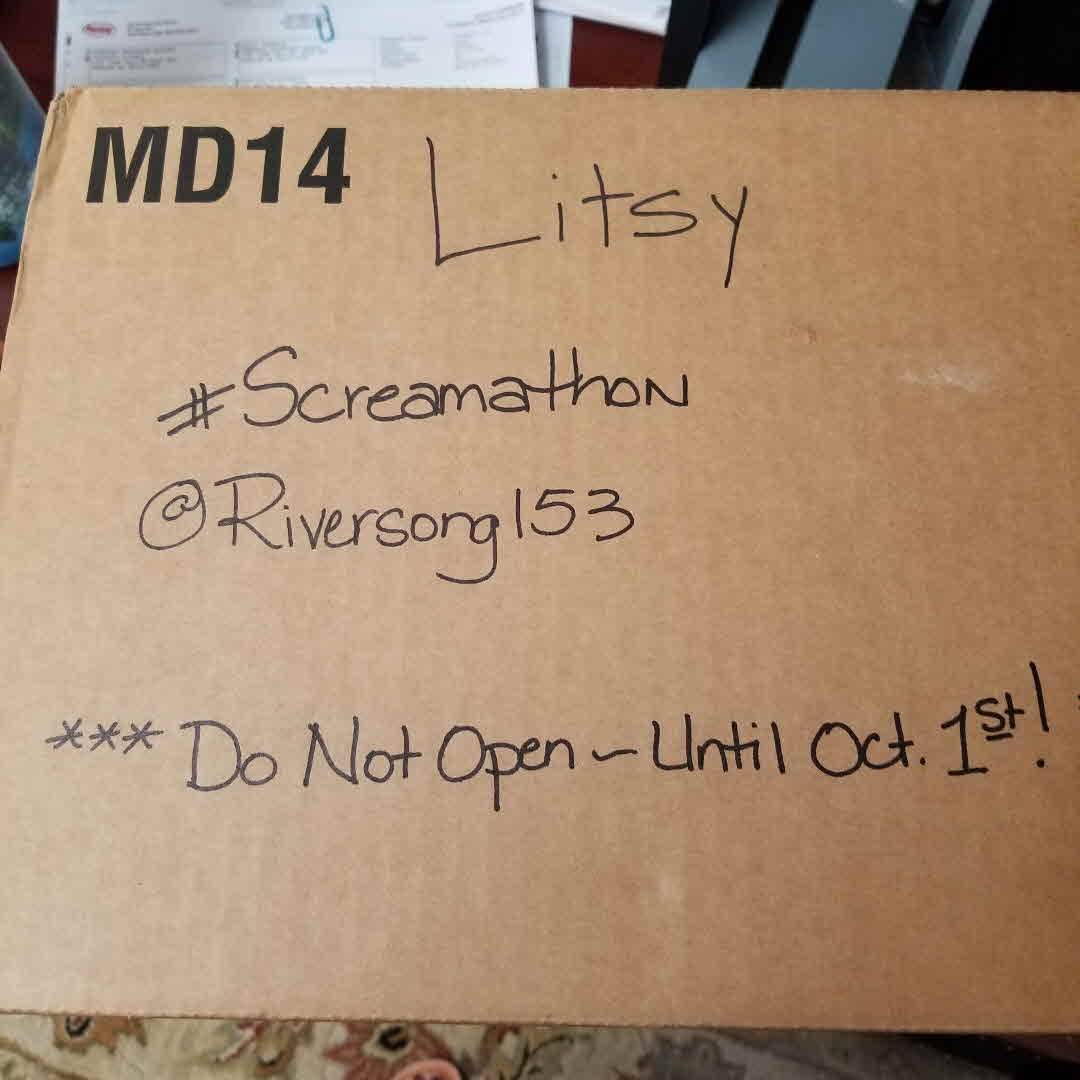 MD14 Litsy
#Screamathon
@Riversong153
*** Do Not Open ~ Until Oct. 1st!